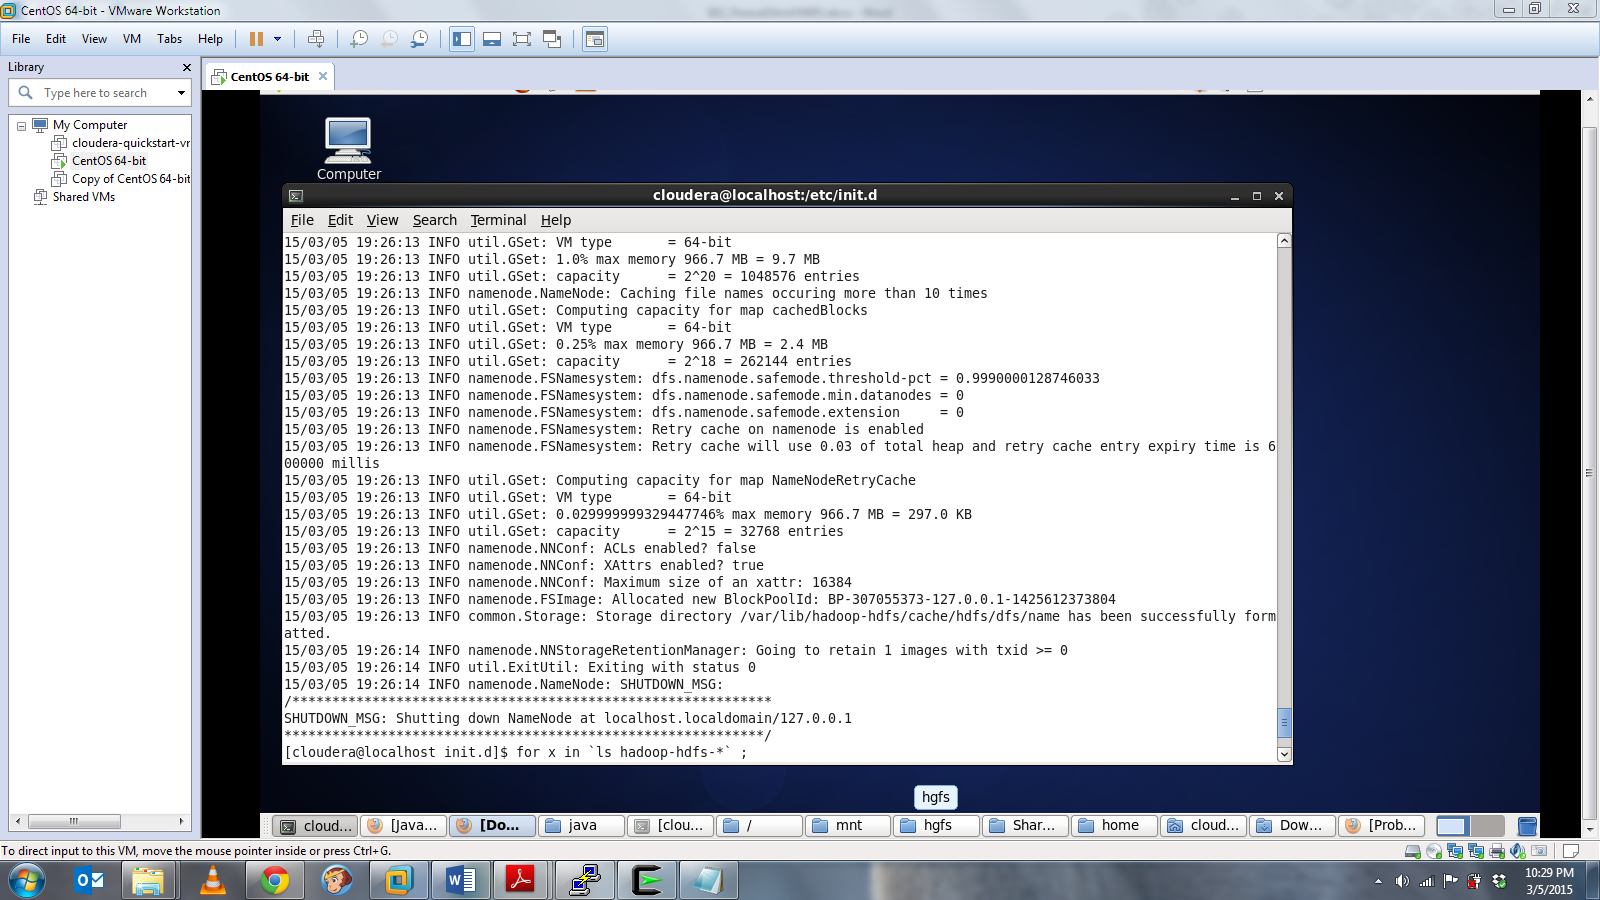 CentOS 64-bit - VMware Workstation
File Edit View VM Tabs Help
Library
Type here to search
My Computer
cloudera-quickstart-vr
CentOS 64-bit
Copy of CentOS 64-bit
Shared VMs
CentOS 64-bit
Computer
cloudera@localhost:/etc/init.d
File Edit View Search Terminal Help
15/03/05 19:26:13 INFO util.GSet: VM type       = 64-bit
15/03/05 19:26:13 INFO util.GSet: 1.0% max memory 966.7 MB = 9.7 MB
15/03/05 19:26:13 INFO util.GSet: capacity      = 2^20 = 1048576 entries
15/03/05 19:26:13 INFO namenode.NameNode: Caching file names occuring more than 10 times
15/03/05 19:26:13 INFO util.GSet: Computing capacity for map cachedBlocks
15/03/05 19:26:13 INFO util.GSet: VM type       = 64-bit
15/03/05 19:26:13 INFO util.GSet: 0.25% max memory 966.7 MB = 2.4 MB
15/03/05 19:26:13 INFO util.GSet: capacity      = 2^18 = 262144 entries
15/03/05 19:26:13 INFO namenode.FSNamesystem: dfs.namenode.safemode.threshold-pct = 0.9990000128746033
15/03/05 19:26:13 INFO namenode.FSNamesystem: dfs.namenode.safemode.min.datanodes = 0
15/03/05 19:26:13 INFO namenode.FSNamesystem: dfs.namenode.safemode.extension     = 0
15/03/05 19:26:13 INFO namenode.FSNamesystem: Retry cache on namenode is enabled
15/03/05 19:26:13 INFO namenode.FSNamesystem: Retry cache will use 0.03 of total heap and retry cache entry expiry time is 6
00000 millis
15/03/05 19:26:13 INFO util.GSet: Computing capacity for map NameNodeRetryCache
15/03/05 19:26:13 INFO util.GSet: VM type       = 64-bit
15/03/05 19:26:13 INFO util.GSet: 0.029999999329447746% max memory 966.7 MB = 297.0 KB
15/03/05 19:26:13 INFO util.GSet: capacity      = 2^15 = 32768 entries
15/03/05 19:26:13 INFO namenode.NNConf: ACLs enabled? false
15/03/05 19:26:13 INFO namenode.NNConf: XAttrs enabled? true
15/03/05 19:26:13 INFO namenode.NNConf: Maximum size of an xattr: 16384
15/03/05 19:26:13 INFO namenode.FSImage: Allocated new BlockPoolId: BP-307055373-127.0.0.1-1425612373804
15/03/05 19:26:13 INFO common.Storage: Storage directory /var/lib/hadoop-hdfs/cache/hdfs/dfs/name has been successfully form
atted.
15/03/05 19:26:14 INFO namenode.NNStorageRetentionManager: Going to retain 1 images with txid >= 0
15/03/05 19:26:14 INFO util.ExitUtil: Exiting with status 0
15/03/05 19:26:14 INFO namenode.NameNode: SHUTDOWN_MSG:
/************************************************************
SHUTDOWN_MSG: Shutting down NameNode at localhost.localdomain/127.0.0.1
************************************************************/
[cloudera@localhost init.d]$ for x in `ls hadoop-hdfs-*` ;
hgfs
cloud... [Java... [Do... java [clou... / mnt hgfs Shar... home cloud... Dow... [Prob...
To direct input to this VM, move the mouse pointer inside or press Ctrl+G.
10:29 PM
3/5/2015